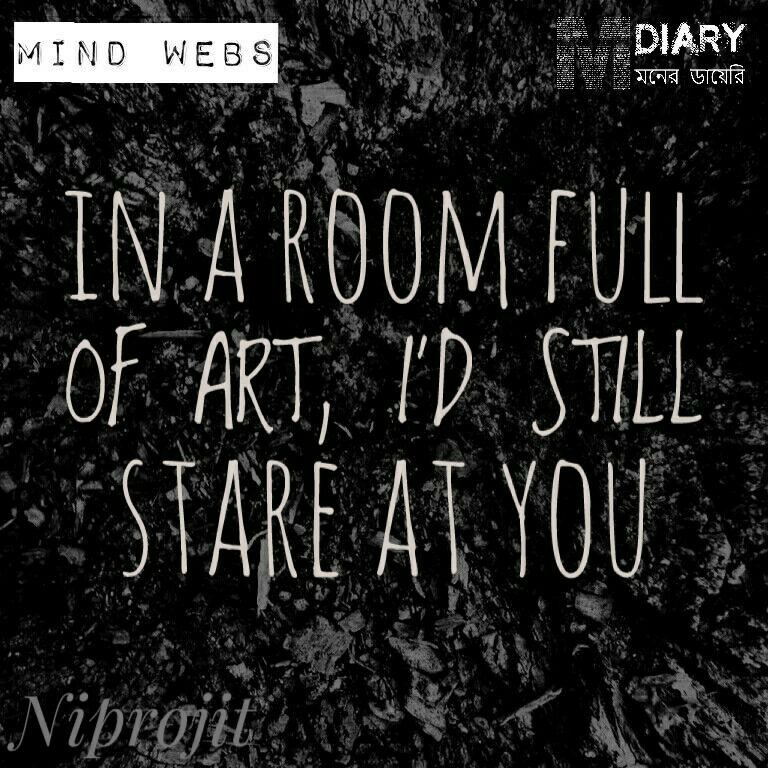 MIND WEBS
M DIARY
মনের ডায়েরি
IN A ROOM FULL
OF ART, I'D STILL
STARE AT YOU
Niprojit